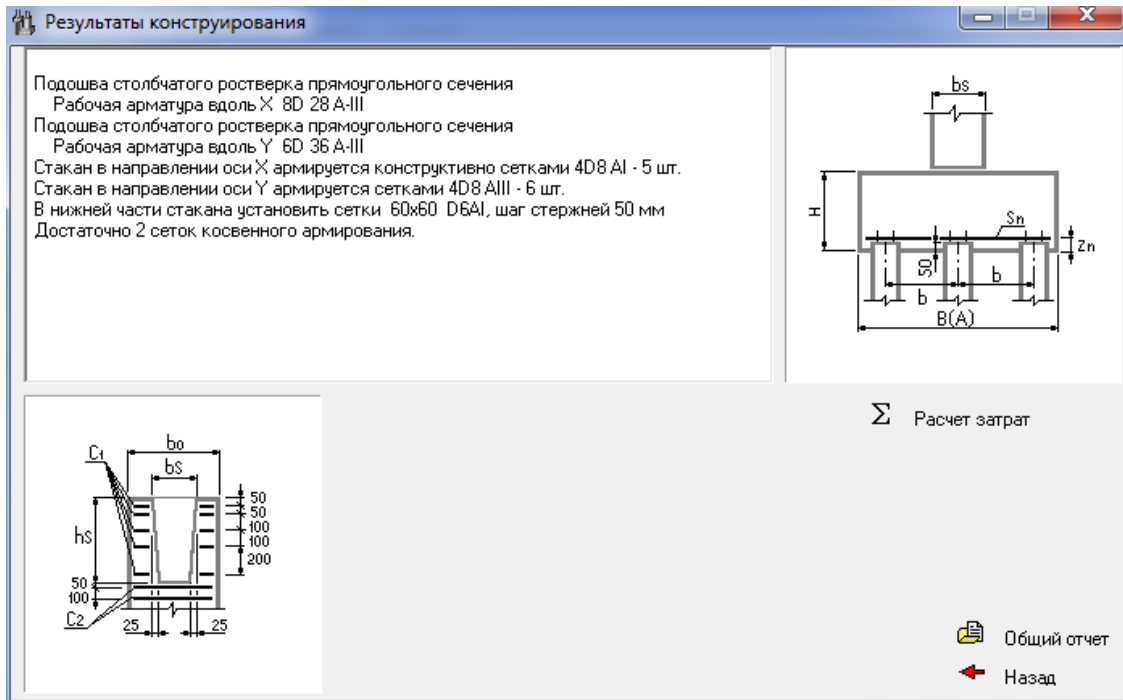 Результаты конструирования
Подошва столбчатого ростверка прямоугольного сечения
Рабочая арматура вдоль X 8D 28 A-III
Подошва столбчатого ростверка прямоугольного сечения
Рабочая арматура вдоль Y 6D 36 A-III
Стакан в направлении оси X армируется конструктивно сетками 4D8 AI - 5 шт.
Стакан в направлении оси Y армируется сетками 4D8 AIII - 6 шт.
В нижней части стакана установить сетки 60x60 D6AI, шаг стержней 50 мм
Достаточно 2 сеток косвенного армирования.
bs
H
Sn
Zn
50
b
b
B(A)
Σ Расчет затрат
C1
bo
bS
50
50
100
100
200
hS
50
100
C2
25
25
Общий отчет
Назад